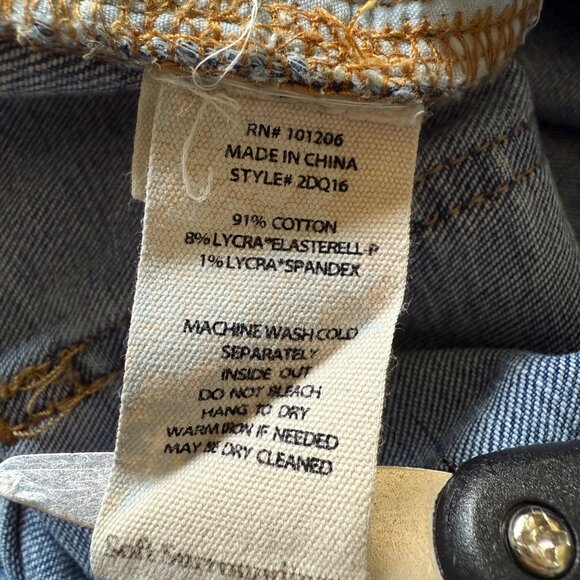 RN# 101206
MADE IN CHINA
STYLE# 2DQ16
91% COTTON
8% LYCRA*ELASTERELL-P
1% LYCRA*SPANDEX
MACHINE WASH COLD
SEPARATELY
INSIDE OUT
DO NOT BLEACH
HANG TO DRY
WARM IRON IF NEEDED
MAY BE DRY CLEANED
Soft